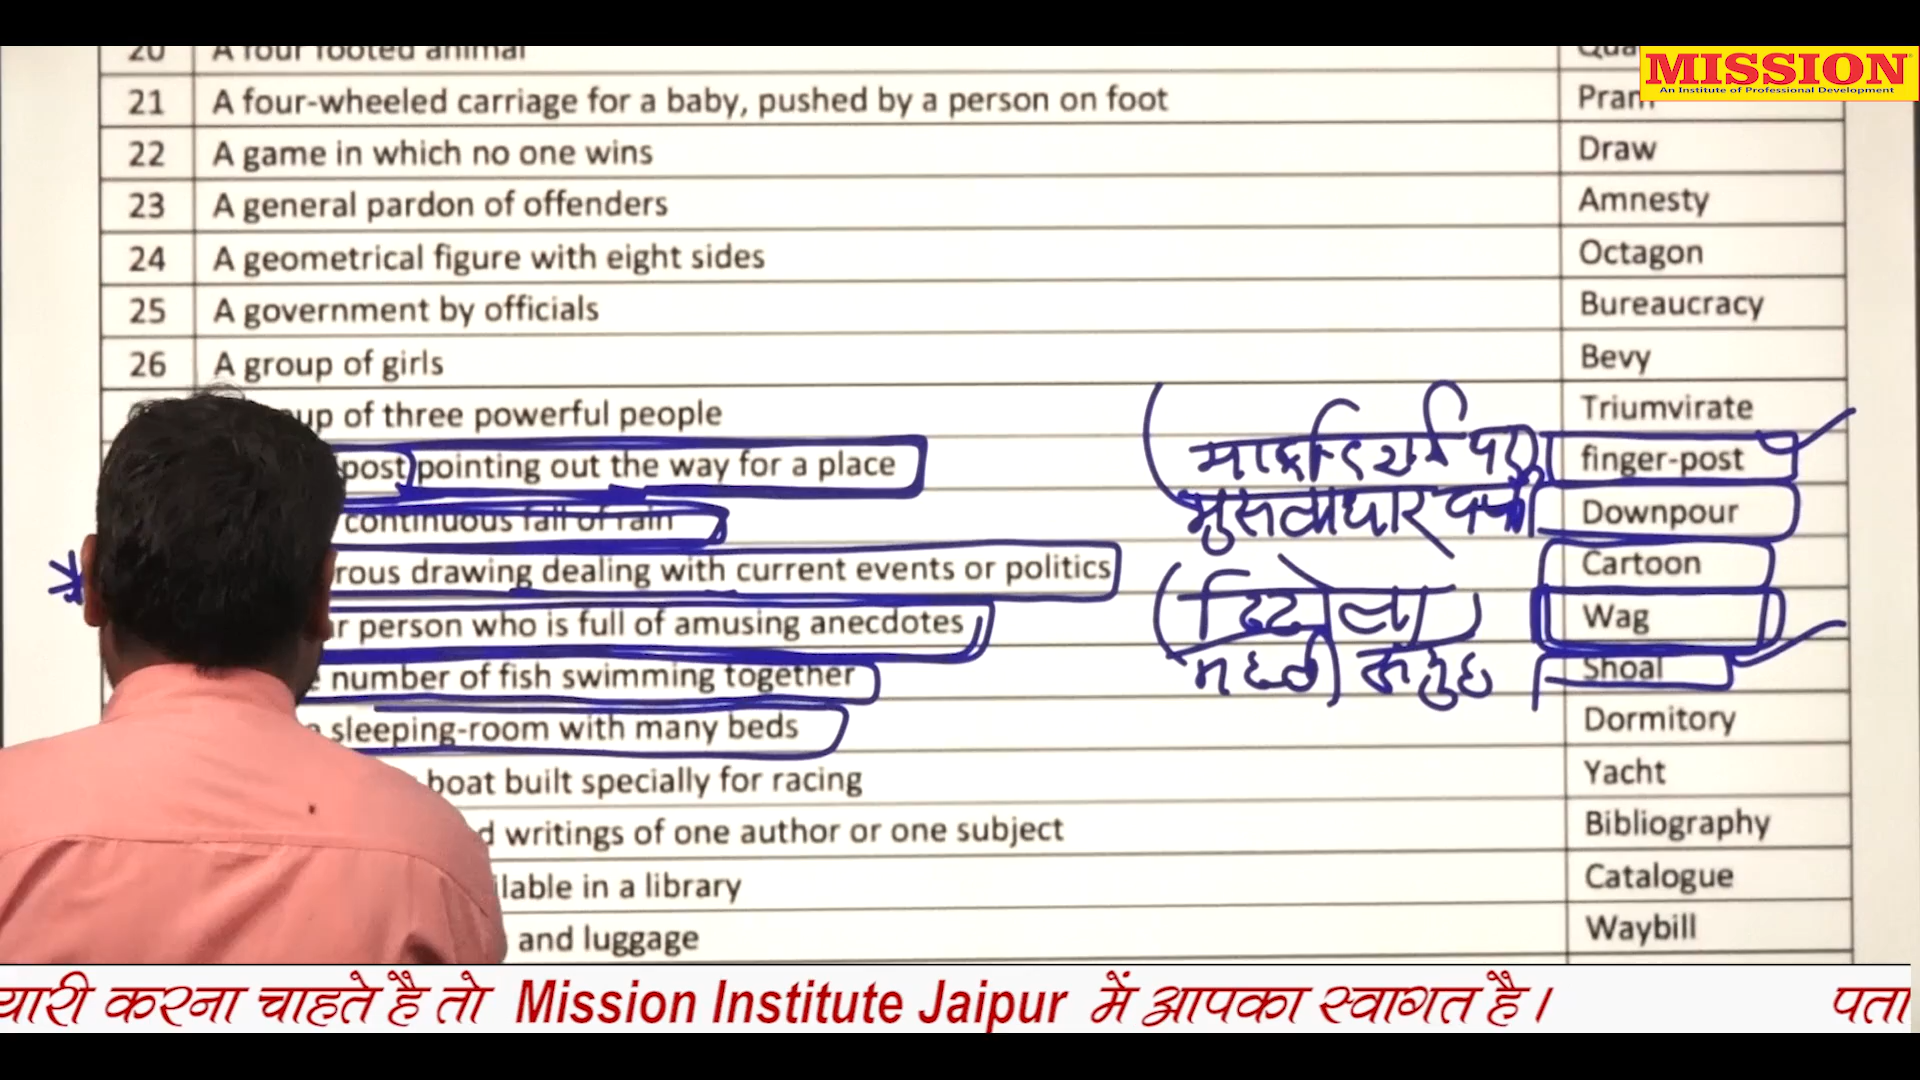 20 A four footed animal
MISSION
An Institute of Professional Development
21 A four-wheeled carriage for a baby, pushed by a person on foot Pram
22 A game in which no one wins Draw
23 A general pardon of offenders Amnesty
24 A geometrical figure with eight sides Octagon
25 A government by officials Bureaucracy
26 A group of girls Bevy
of three powerful people Triumvirate
post pointing out the way for a place finger-post
continuous fall of rain मुसलाधार Downpour
drawing dealing with current events or politics Cartoon
person who is full of amusing anecdotes Wag
number of fish swimming together समुह Shoal
sleeping-room with many beds Dormitory
boat built specially for racing Yacht
writings of one author or one subject Bibliography
in a library Catalogue
and luggage Waybill
करना चाहते है तो Mission Institute Jaipur में आपका स्वागत है। पता